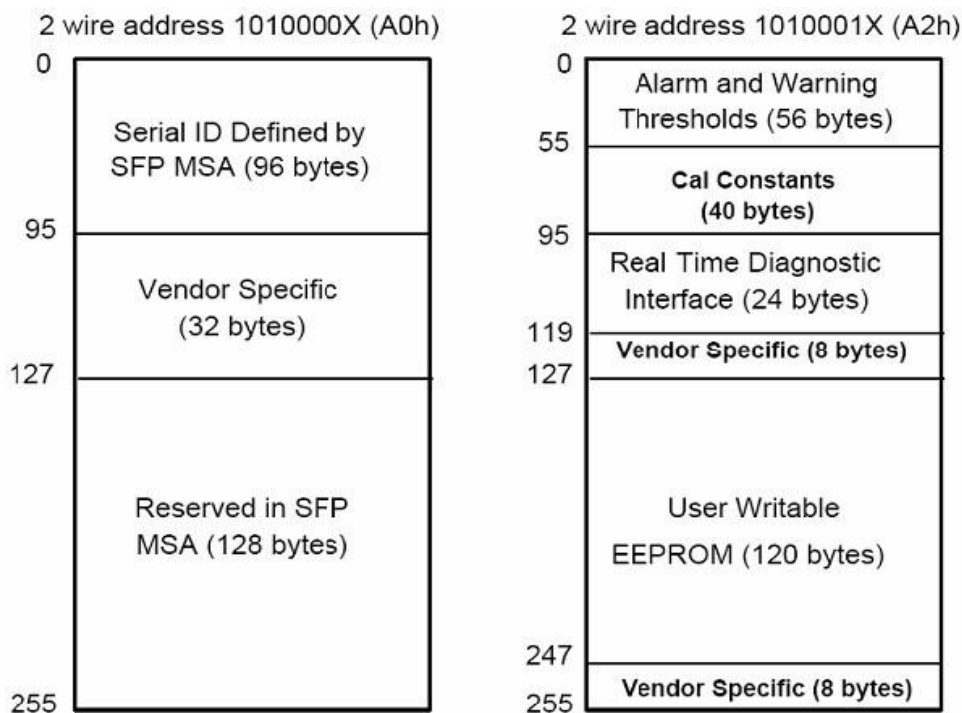 2 wire address 1010000X (A0h)
0
Serial ID Defined by
SFP MSA (96 bytes)
95
Vendor Specific
(32 bytes)
127
Reserved in SFP
MSA (128 bytes)
255
2 wire address 1010001X (A2h)
0
Alarm and Warning
Thresholds (56 bytes)
55
Cal Constants
(40 bytes)
95
Real Time Diagnostic
Interface (24 bytes)
119
Vendor Specific (8 bytes)
127
User Writable
EEPROM (120 bytes)
247
Vendor Specific (8 bytes)
255